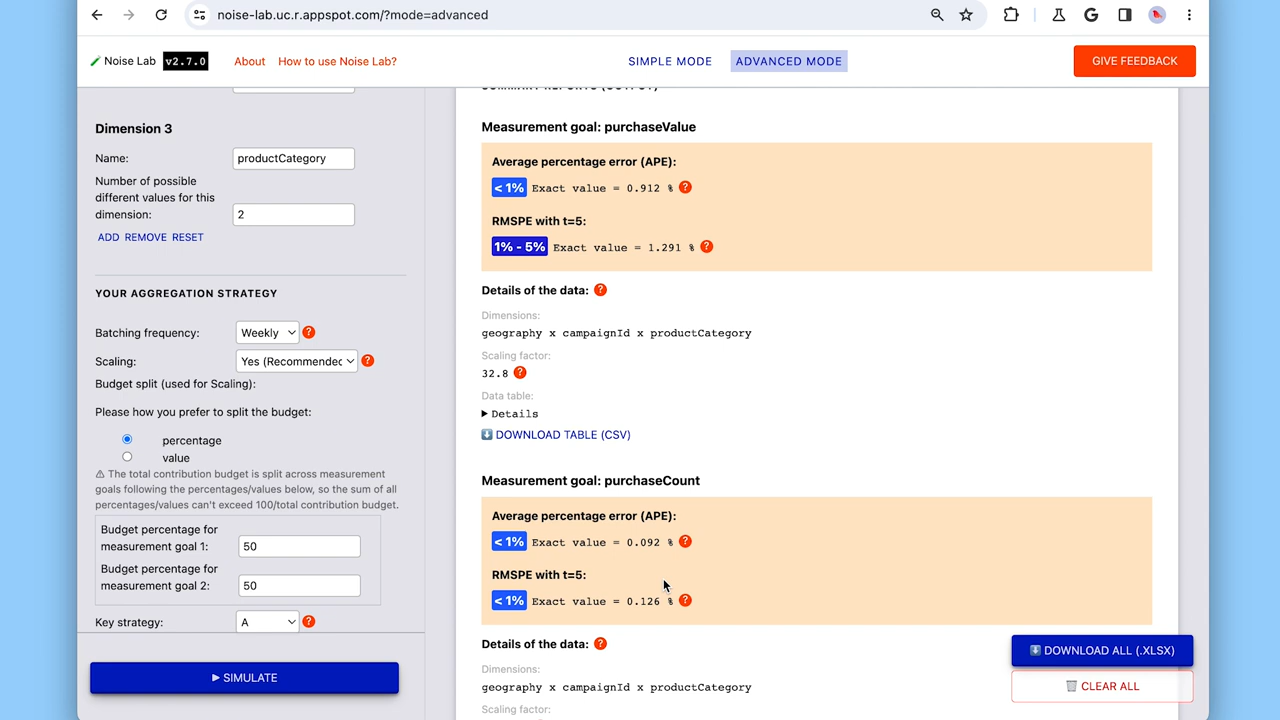 noise-lab.uc.r.appspot.com/?mode=advanced
Noise Lab v2.7.0
About
How to use Noise Lab?
SIMPLE MODE
ADVANCED MODE
GIVE FEEDBACK
Dimension 3
Name:
productCategory
Number of possible
different values for this
dimension:
2
ADD REMOVE RESET
YOUR AGGREGATION STRATEGY
Batching frequency:
Weekly
?
Scaling:
Yes (Recommended
?
Budget split (used for Scaling):
Please how you prefer to split the budget:
percentage
value
⚠ The total contribution budget is split across measurement
goals following the percentages/values below, so the sum of all
percentages/values can't exceed 100/total contribution budget.
Budget percentage for
measurement goal 1:
50
Budget percentage for
measurement goal 2:
50
Key strategy:
A
?
▶ SIMULATE
SUMMARY REPORTS (OUTPUT)
Measurement goal: purchaseValue
Average percentage error (APE):
< 1% Exact value = 0.912 % ?
RMSPE with t=5:
1% - 5% Exact value = 1.291 % ?
Details of the data: ?
Dimensions:
geography x campaignId x productCategory
Scaling factor:
32.8 ?
Data table:
▶ Details
DOWNLOAD TABLE (CSV)
Measurement goal: purchaseCount
Average percentage error (APE):
< 1% Exact value = 0.092 % ?
RMSPE with t=5:
< 1% Exact value = 0.126 % ?
Details of the data: ?
Dimensions:
geography x campaignId x productCategory
Scaling factor:
DOWNLOAD ALL (.XLSX)
CLEAR ALL